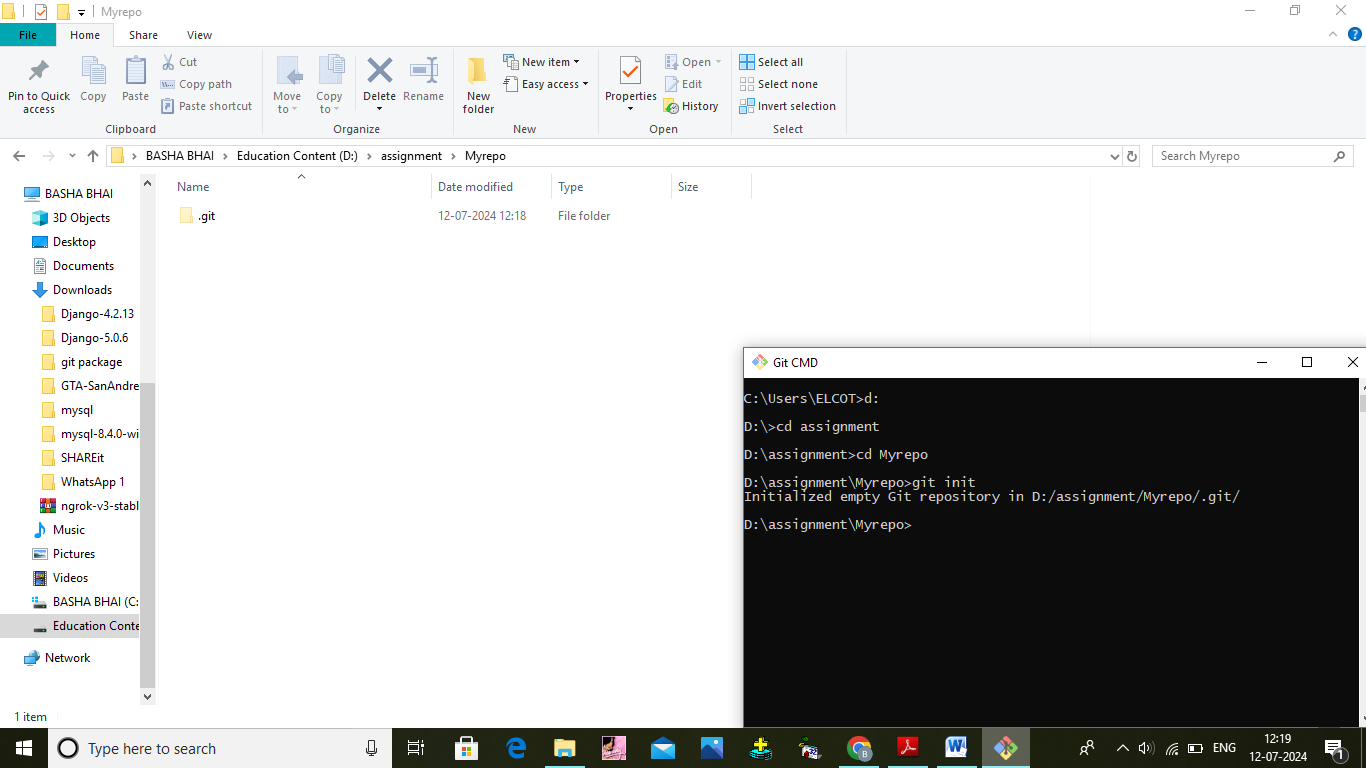 Myrepo
File Home Share View
Pin to Quick access
Copy
Paste
Cut
Copy path
Paste shortcut
Clipboard
Move to
Copy to
Delete
Rename
Organize
New folder
New item
Easy access
New
Properties
Open
Edit
History
Open
Select all
Select none
Invert selection
Select
BASHA BHAI > Education Content (D:) > assignment > Myrepo
Search Myrepo
Name Date modified Type Size
.git 12-07-2024 12:18 File folder
BASHA BHAI
3D Objects
Desktop
Documents
Downloads
Django-4.2.13
Django-5.0.6
git package
GTA-SanAndre
mysql
mysql-8.4.0-wi
SHAREit
WhatsApp 1
ngrok-v3-stabl
Music
Pictures
Videos
BASHA BHAI (C:
Education Conte
Network
1 item
Git CMD
C:\Users\ELCOT>d:
D:\>cd assignment
D:\assignment>cd Myrepo
D:\assignment\Myrepo>git init
Initialized empty Git repository in D:/assignment/Myrepo/.git/
D:\assignment\Myrepo>
Type here to search
ENG
12:19
12-07-2024
1